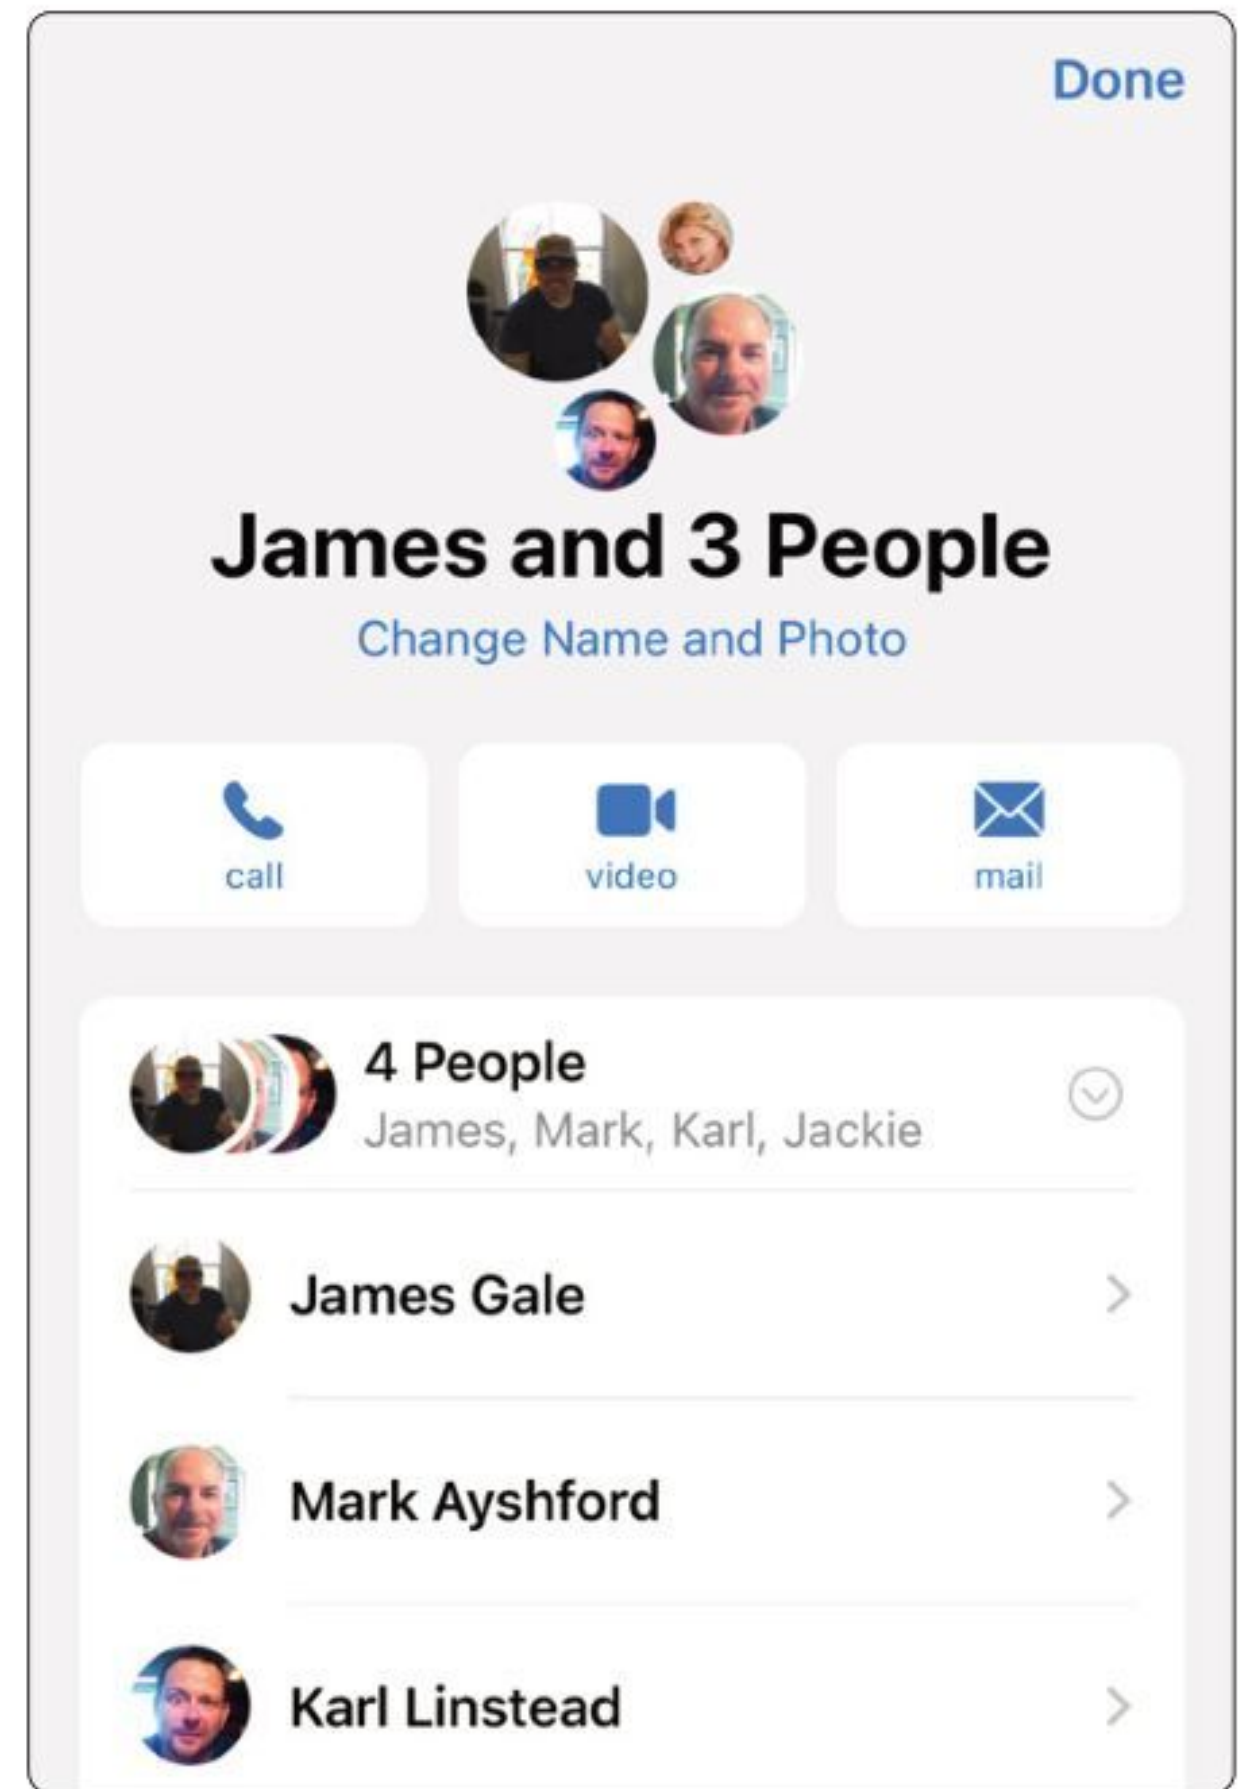 Done
James and 3 People
Change Name and Photo
call
video
mail
4 People
James, Mark, Karl, Jackie
James Gale
Mark Ayshford
Karl Linstead